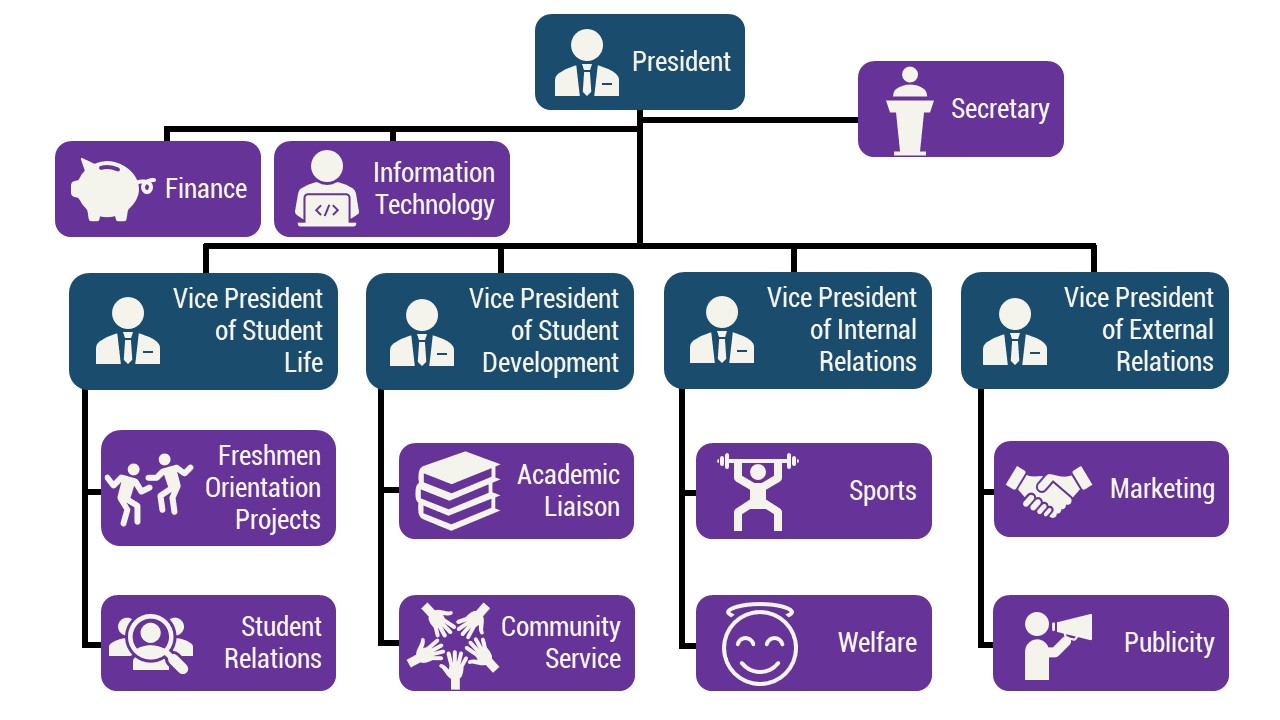 President
Secretary
Finance
Information
Technology
Vice President
of Student
Life
Vice President
of Student
Development
Vice President
of Internal
Relations
Vice President
of External
Relations
Freshmen
Orientation
Projects
Academic
Liaison
Sports
Marketing
Student
Relations
Community
Service
Welfare
Publicity